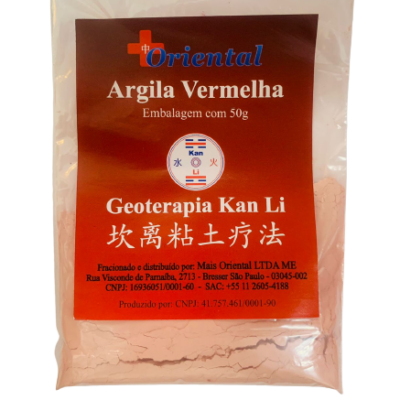 中 Oriental
Argila Vermelha
Embalagem com 50g
Kan
水 火
Li
Geoterapia Kan Li
坎离粘土疗法
Fracionado e distribuído por: Mais Oriental LTDA ME
Rua Visconde de Parnaíba, 2713 - Bresser São Paulo - 03045-002
CNPJ: 16936051/0001-60 - SAC: +55 11 2605-4188
Produzido por: CNPJ: 41.757.461/0001-90